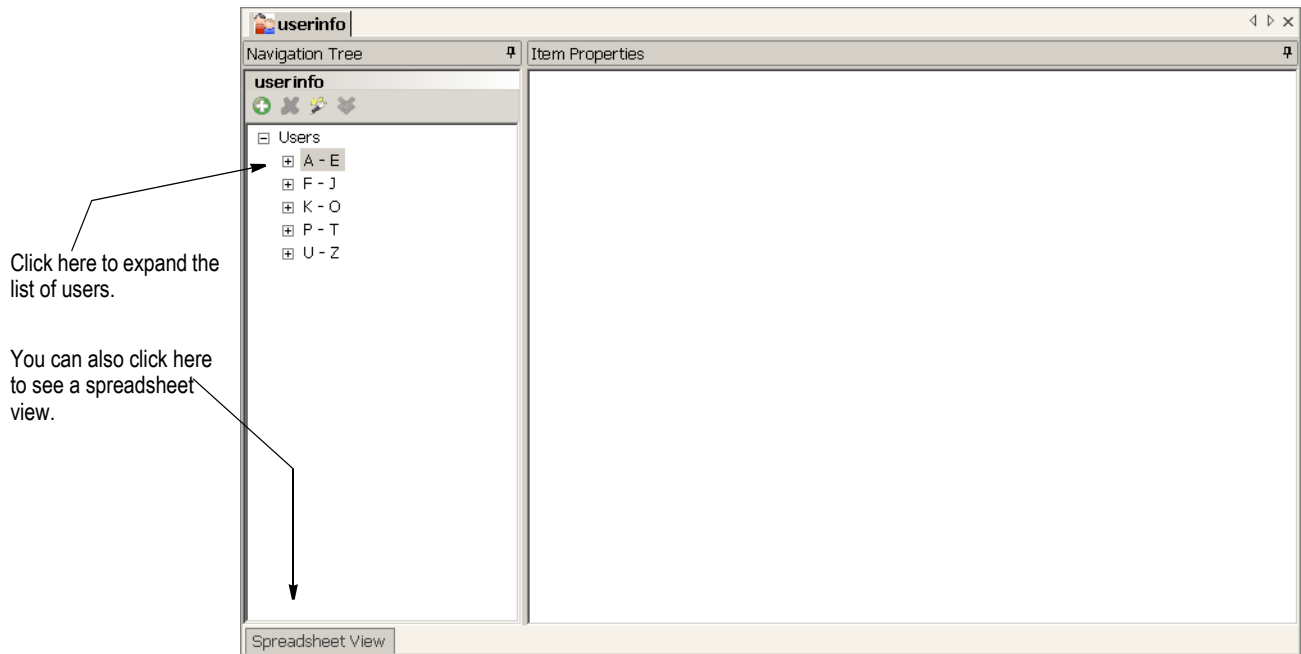 userinfo
Navigation Tree
Item Properties
userinfo
Users
A - E
F - J
K - O
P - T
U - Z
Click here to expand the
list of users.
You can also click here
to see a spreadsheet
view.
Spreadsheet View